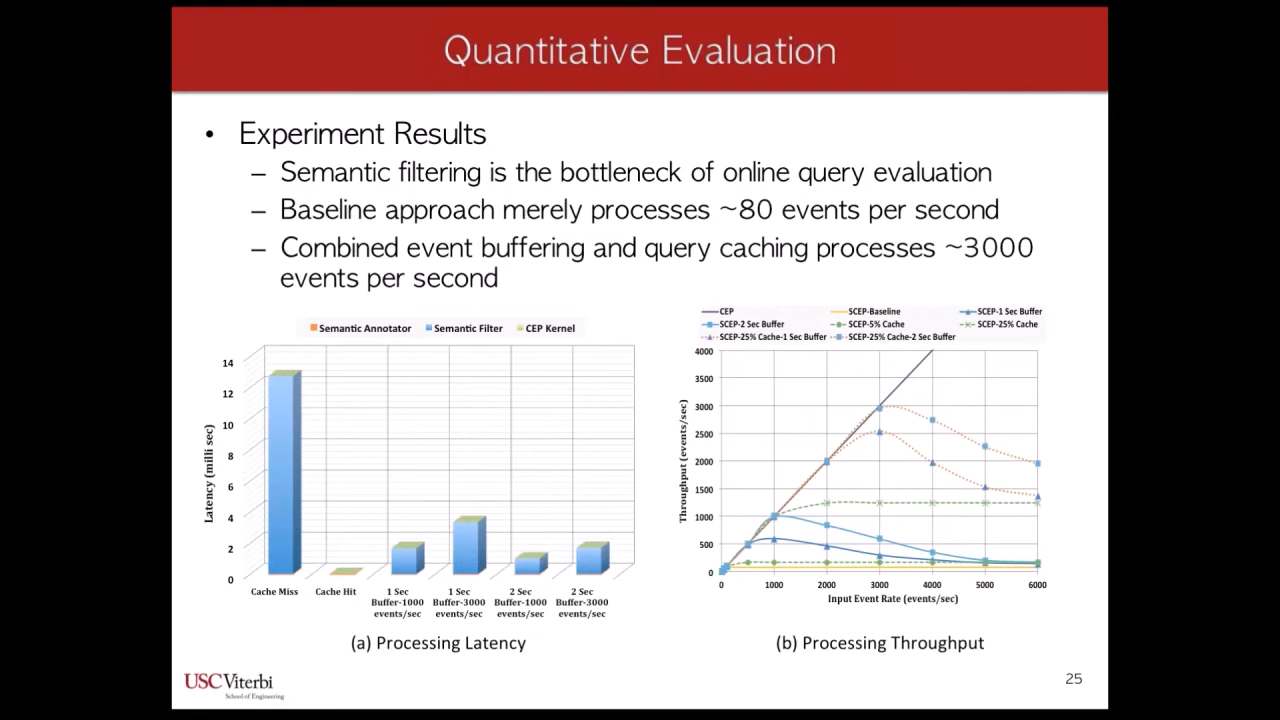 Quantitative Evaluation
• Experiment Results
– Semantic filtering is the bottleneck of online query evaluation
– Baseline approach merely processes ~80 events per second
– Combined event buffering and query caching processes ~3000
events per second
Semantic Annotator Semantic Filter CEP Kernel
Latency (milli sec)
14
12
10
8
6
4
2
0
Cache Miss
Cache Hit
1 Sec
Buffer-1000
events/sec
1 Sec
Buffer-3000
events/sec
2 Sec
Buffer-1000
events/sec
2 Sec
Buffer-3000
events/sec
(a) Processing Latency
CEP SCEP-Baseline SCEP-1 Sec Buffer
SCEP-2 Sec Buffer SCEP-5% Cache SCEP-25% Cache
SCEP-25% Cache-1 Sec Buffer SCEP-25% Cache-2 Sec Buffer
Throughput (events/sec)
4000
3500
3000
2500
2000
1500
1000
500
0
0 1000 2000 3000 4000 5000 6000
Input Event Rate (events/sec)
(b) Processing Throughput
USC Viterbi
School of Engineering
25